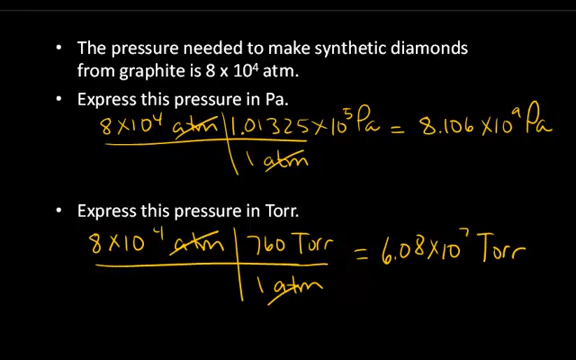 • The pressure needed to make synthetic diamonds
from graphite is 8 x 10⁴ atm.
• Express this pressure in Pa.
8×10⁴ atm | 1.01325×10⁵ Pa = 8.106×10⁹ Pa
1 atm
• Express this pressure in Torr.
8×10⁴ atm | 760 Torr = 6.08×10⁷ Torr
1 atm